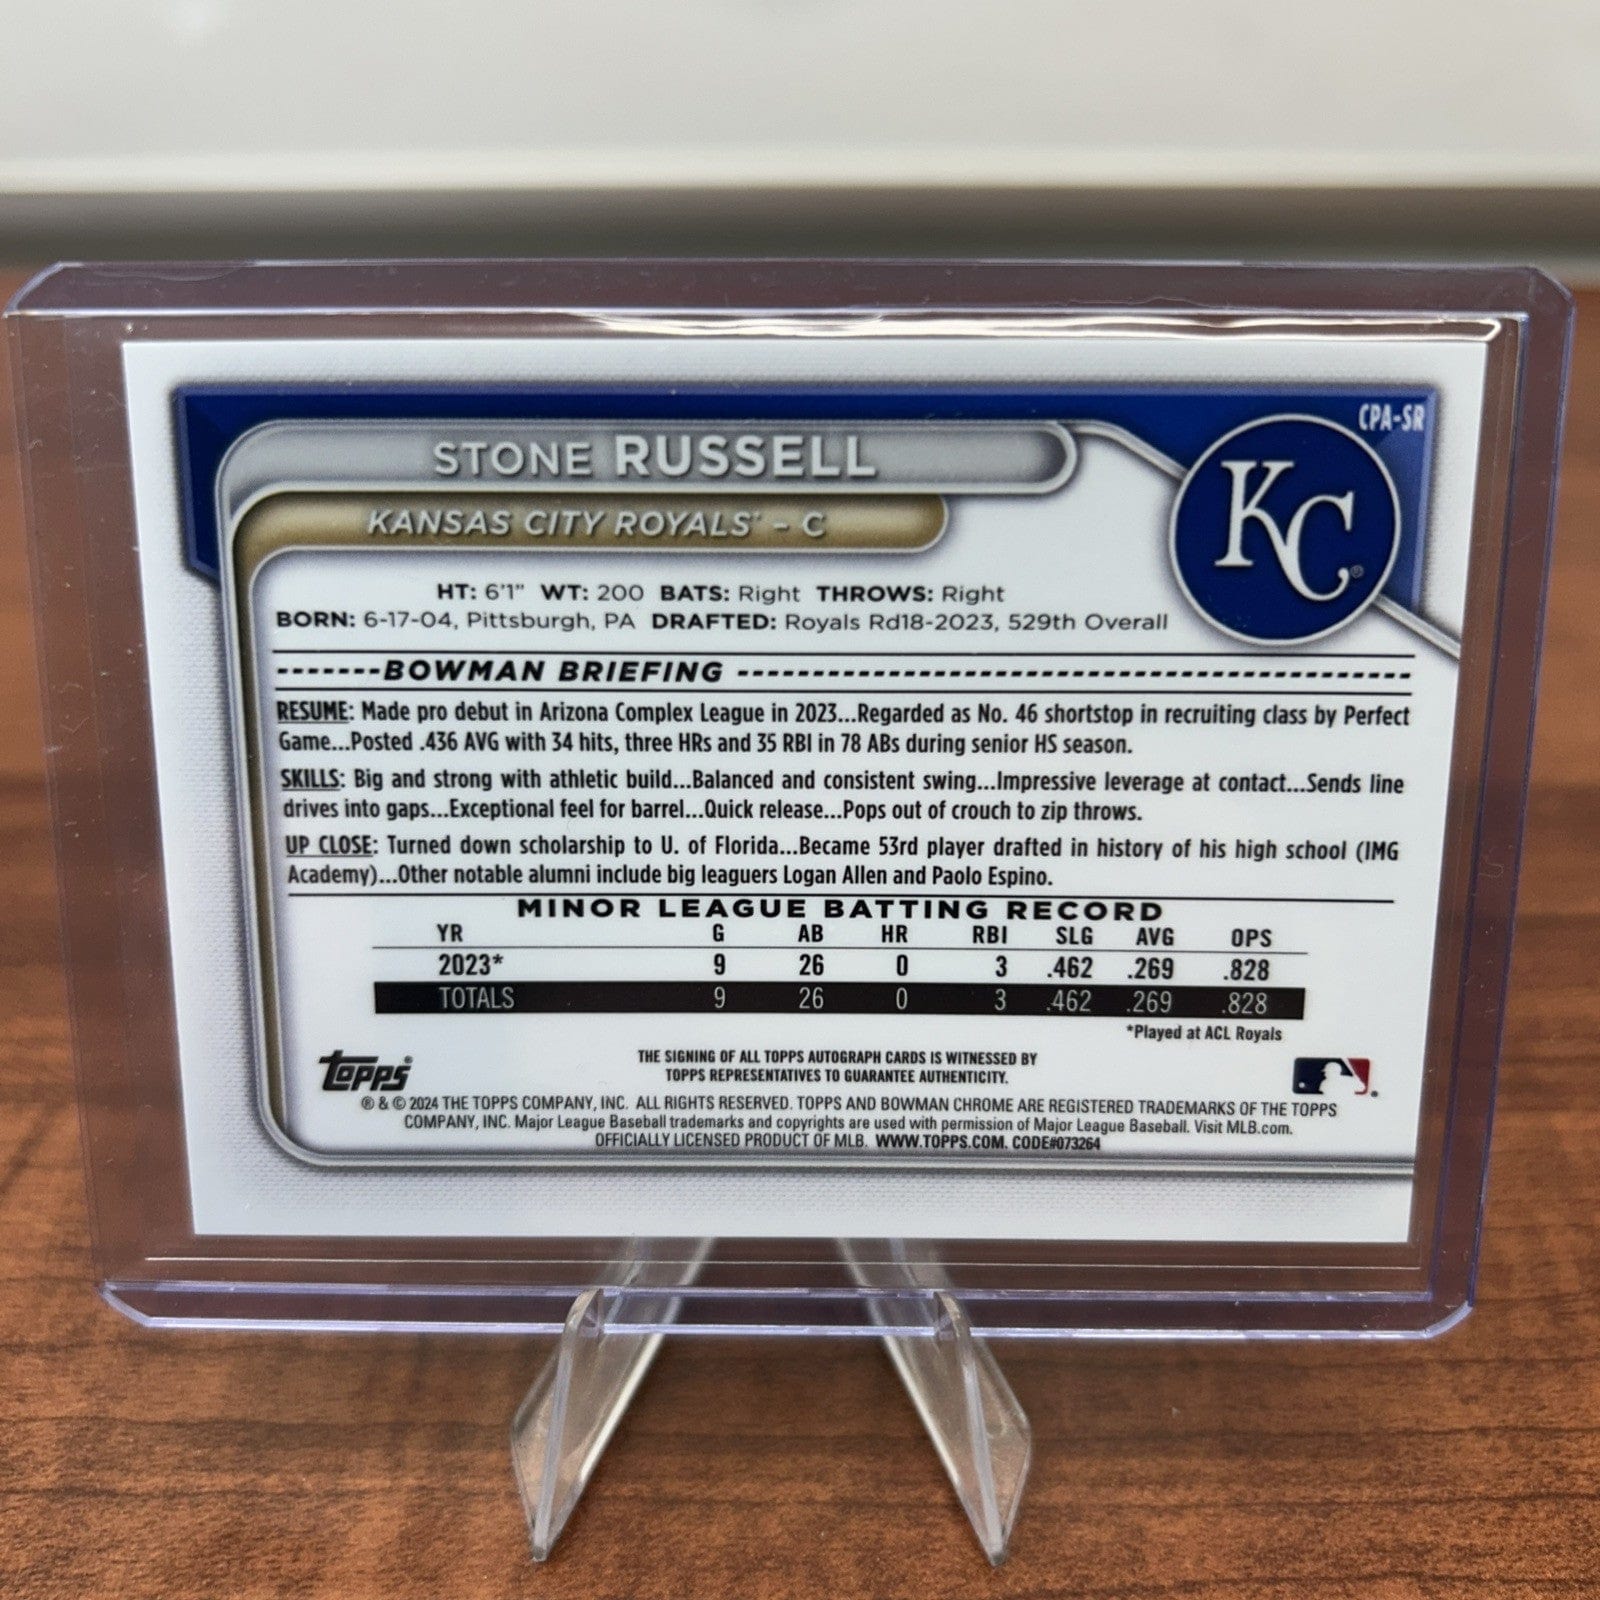 CPA-SR
STONE RUSSELL
KANSAS CITY ROYALS - C
KC
HT: 6'1" WT: 200 BATS: Right THROWS: Right
BORN: 6-17-04, Pittsburgh, PA DRAFTED: Royals Rd18-2023, 529th Overall
-------BOWMAN BRIEFING ----------------------------------------
RESUME: Made pro debut in Arizona Complex League in 2023...Regarded as No. 46 shortstop in recruiting class by Perfect
Game...Posted .436 AVG with 34 hits, three HRs and 35 RBI in 78 ABs during senior HS season.
SKILLS: Big and strong with athletic build...Balanced and consistent swing...Impressive leverage at contact...Sends line
drives into gaps...Exceptional feel for barrel...Quick release...Pops out of crouch to zip throws.
UP CLOSE: Turned down scholarship to U. of Florida...Became 53rd player drafted in history of his high school (IMG
Academy)...Other notable alumni include big leaguers Logan Allen and Paolo Espino.
MINOR LEAGUE BATTING RECORD
YR G AB HR RBI SLG AVG OPS
2023* 9 26 0 3 .462 .269 .828
TOTALS 9 26 0 3 .462 .269 .828
*Played at ACL Royals
Topps®
THE SIGNING OF ALL TOPPS AUTOGRAPH CARDS IS WITNESSED BY
TOPPS REPRESENTATIVES TO GUARANTEE AUTHENTICITY.
® & © 2024 THE TOPPS COMPANY, INC. ALL RIGHTS RESERVED. TOPPS AND BOWMAN CHROME ARE REGISTERED TRADEMARKS OF THE TOPPS
COMPANY, INC. Major League Baseball trademarks and copyrights are used with permission of Major League Baseball. Visit MLB.com.
OFFICIALLY LICENSED PRODUCT OF MLB. WWW.TOPPS.COM. CODE#073264